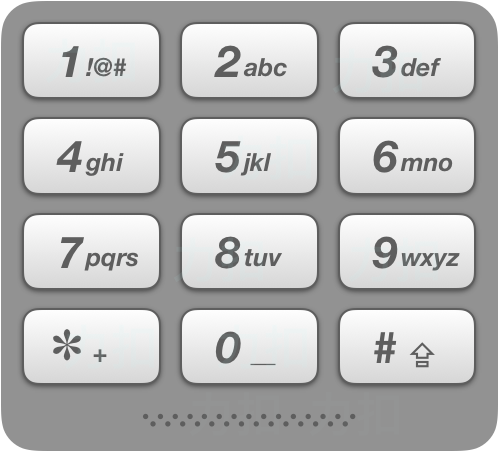 1 !@# 2 abc 3 def
4 ghi 5 jkl 6 mno
7 pqrs 8 tuv 9 wxyz
* + 0 _ # ⇧